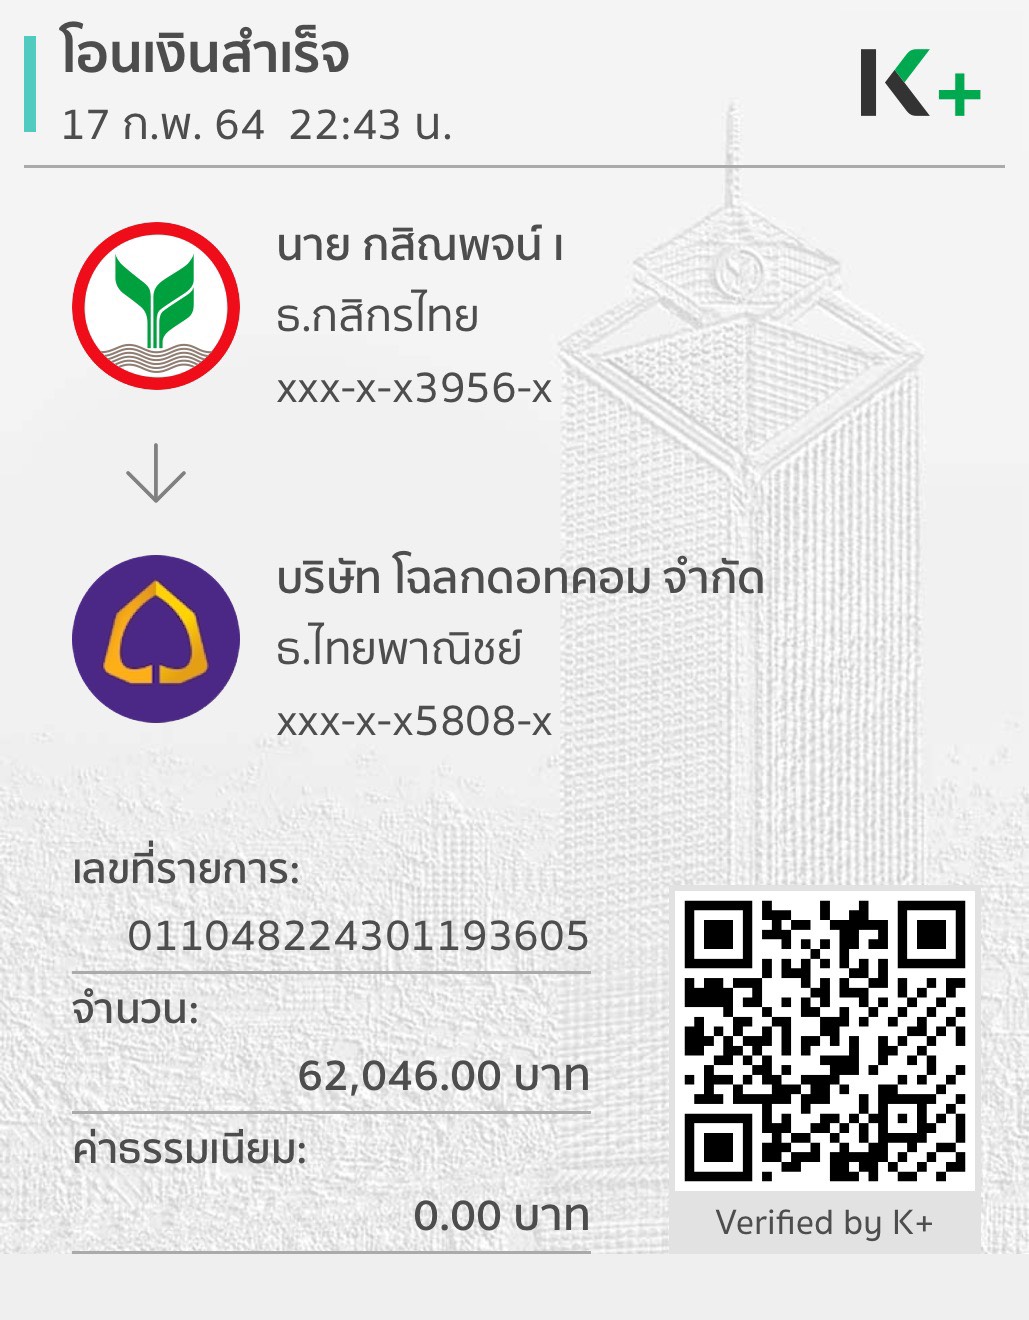 โอนเงินสำเร็จ
17 ก.พ. 64 22:43 น.
K+
นาย กสิณพจน์ เ
ธ.กสิกรไทย
xxx-x-x3956-x
บริษัท โฉลกดอทคอม จำกัด
ธ.ไทยพาณิชย์
xxx-x-x5808-x
เลขที่รายการ:
011048224301193605
จำนวน:
62,046.00 บาท
ค่าธรรมเนียม:
0.00 บาท
Verified by K+